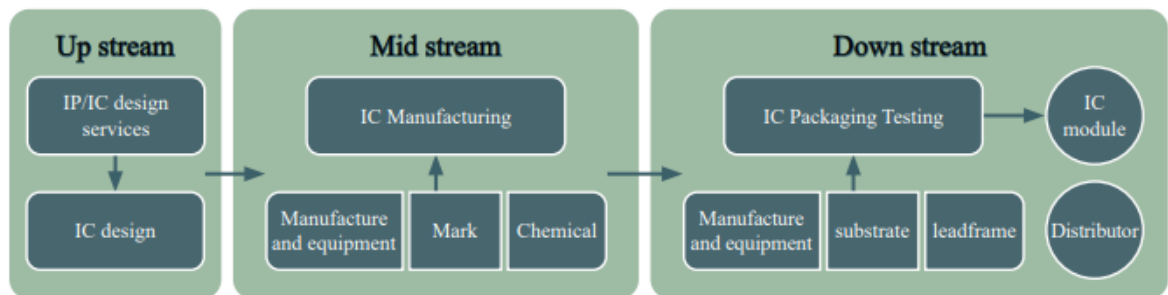 Up stream
IP/IC design
services
IC design
Mid stream
IC Manufacturing
Manufacture
and equipment
Mark
Chemical
Down stream
IC Packaging Testing
IC
module
Manufacture
and equipment
substrate
leadframe
Distributor